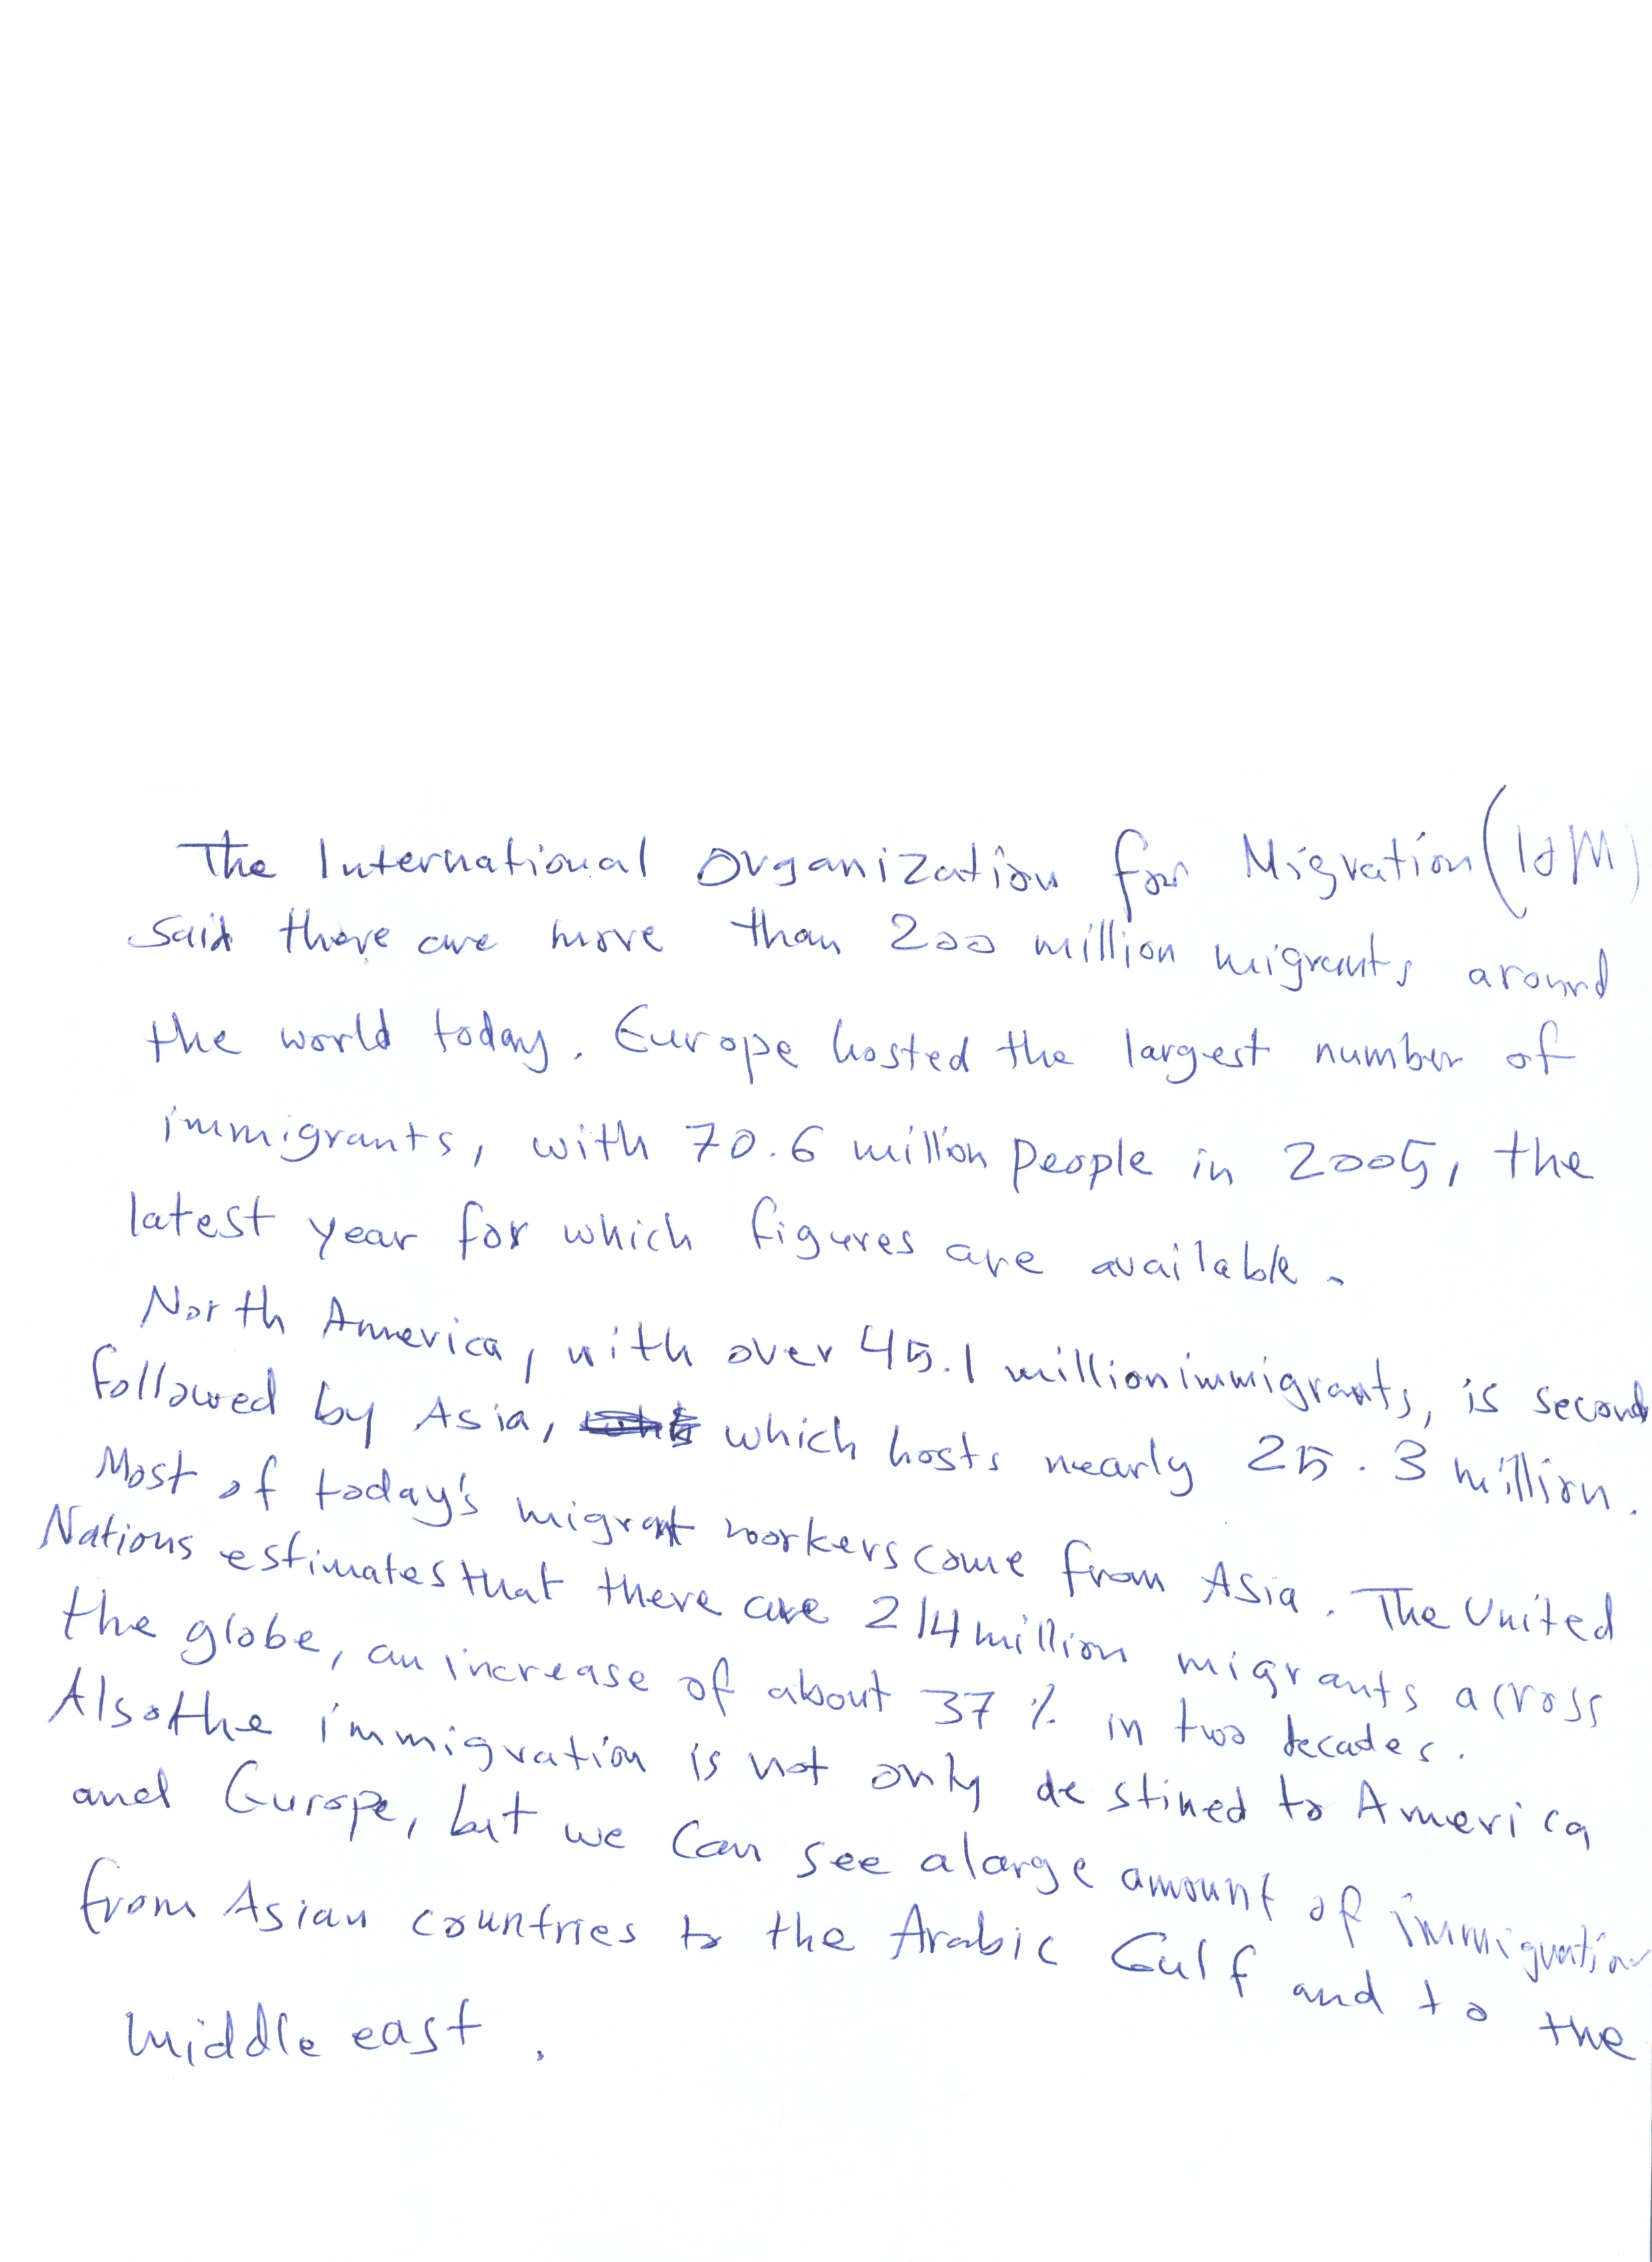 The International Organization for Migration (IOM)
said there are more than 200 million migrants around
the world today. Europe hosted the largest number of
immigrants, with 70.6 million people in 2005, the
latest year for which figures are available.
North America, with over 45.1 million immigrants, is second
followed by Asia, which hosts nearly 25.3 million.
Most of today's migrant workers come from Asia. The United
Nations estimates that there are 214 million migrants across
the globe, an increase of about 37% in two decades.
Also the immigration is not only destined to America
and Europe, but we can see a large amount of immigration
from Asian countries to the Arabic Gulf and to the
middle east.